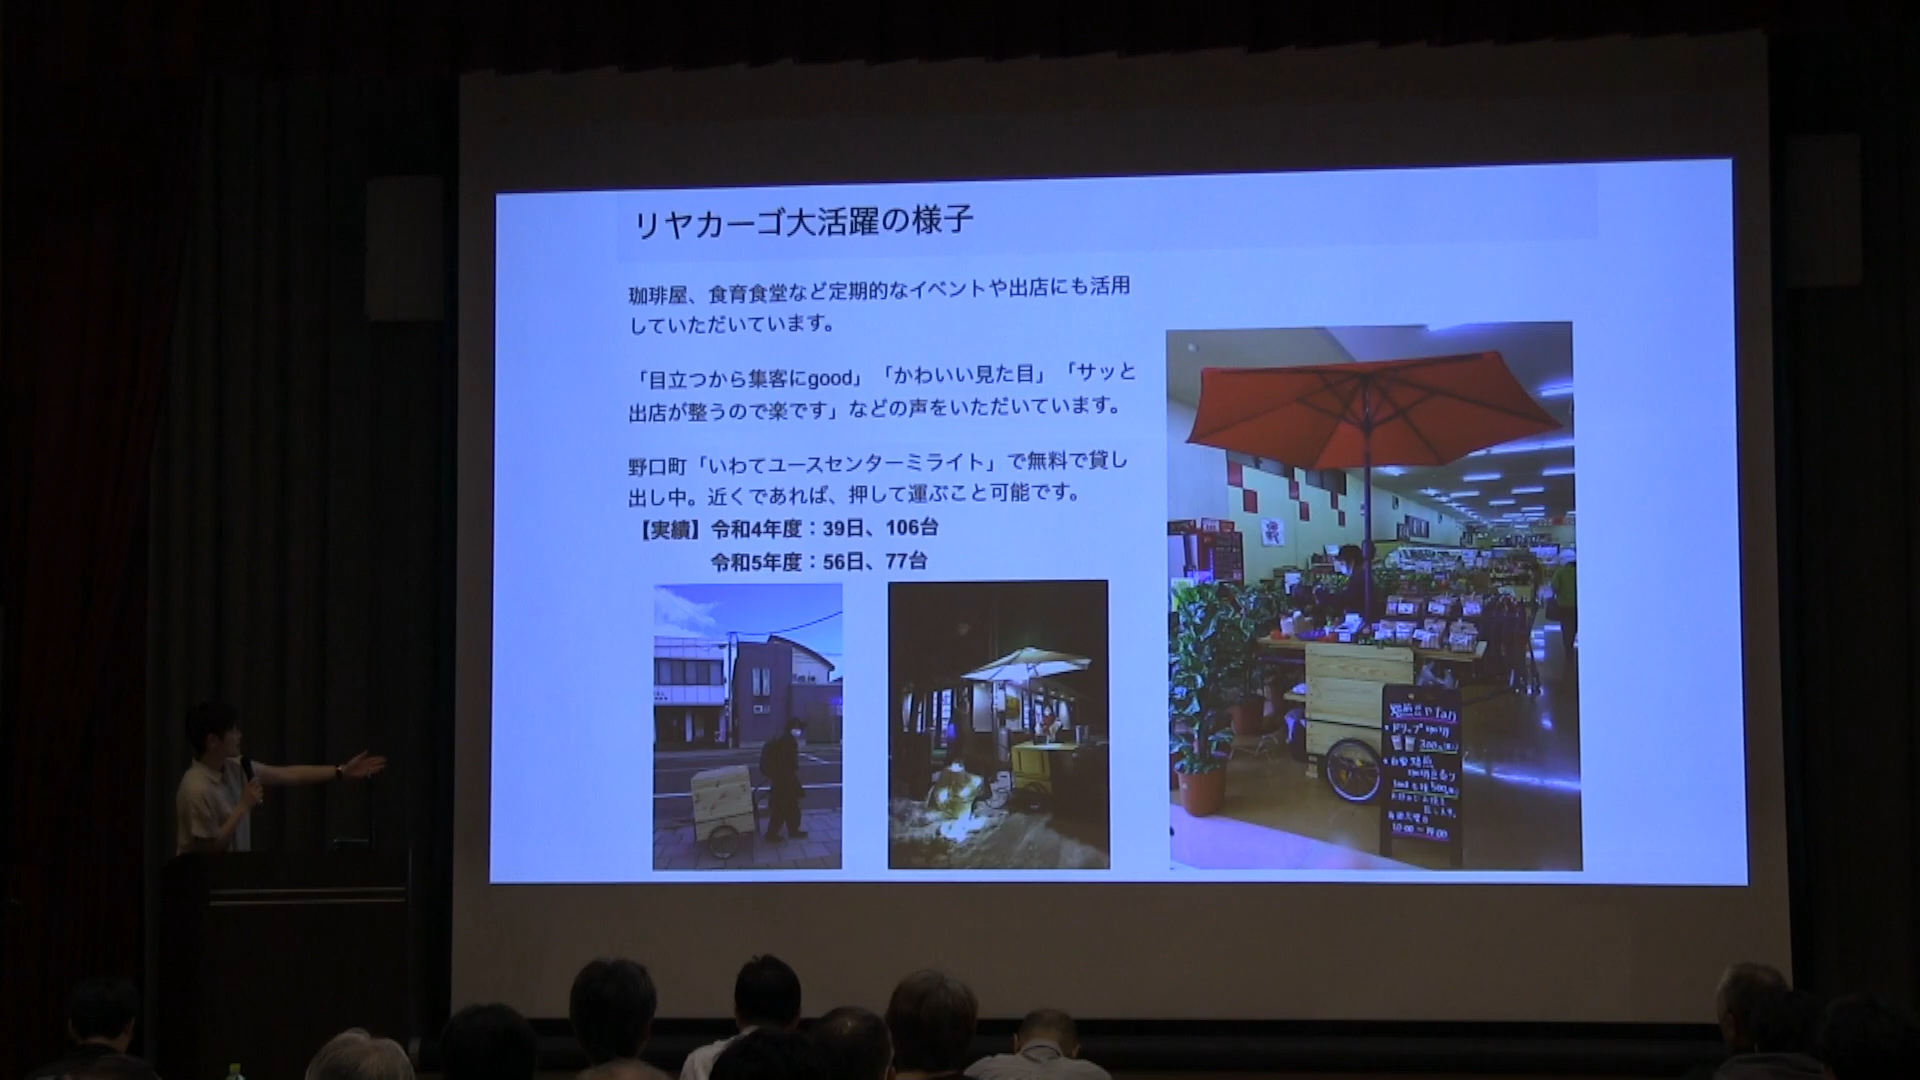 リヤカーゴ大活躍の様子
珈琲屋、食育食堂など定期的なイベントや出店にも活用
していただいています。
「目立つから集客にgood」「かわいい見た目」「サッと
出店が整うので楽です」などの声をいただいています。
野口町「いわてユースセンターミライト」で無料で貸し
出し中。近くであれば、押して運ぶこと可能です。
【実績】令和4年度：39日、106台
令和5年度：56日、77台